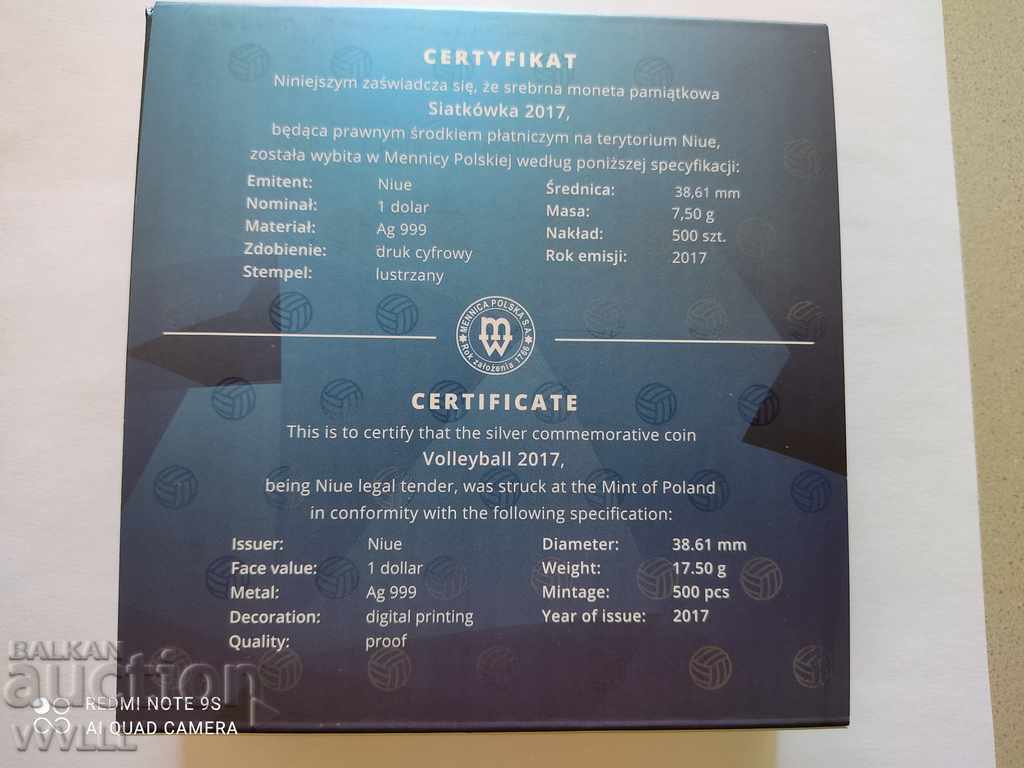 CERTYFIKAT
Niniejszym zaświadcza się, że srebrna moneta pamiątkowa
Siatkówka 2017,
będąca prawnym środkiem płatniczym na terytorium Niue,
została wybita w Mennicy Polskiej według poniższej specyfikacji:
Emitent: Niue Średnica: 38,61 mm
Nominał: 1 dolar Masa: 7,50 g
Materiał: Ag 999 Nakład: 500 szt.
Zdobienie: druk cyfrowy Rok emisji: 2017
Stempel: lustrzany
MENNICA POLSKA S.A.
mw
Rok założenia 1766
CERTIFICATE
This is to certify that the silver commemorative coin
Volleyball 2017,
being Niue legal tender, was struck at the Mint of Poland
in conformity with the following specification:
Issuer: Niue Diameter: 38.61 mm
Face value: 1 dollar Weight: 17.50 g
Metal: Ag 999 Mintage: 500 pcs
Decoration: digital printing Year of issue: 2017
Quality: proof
BALKAN
auction
REDMI NOTE 9S
AI QUAD CAMERA
VVVLLL